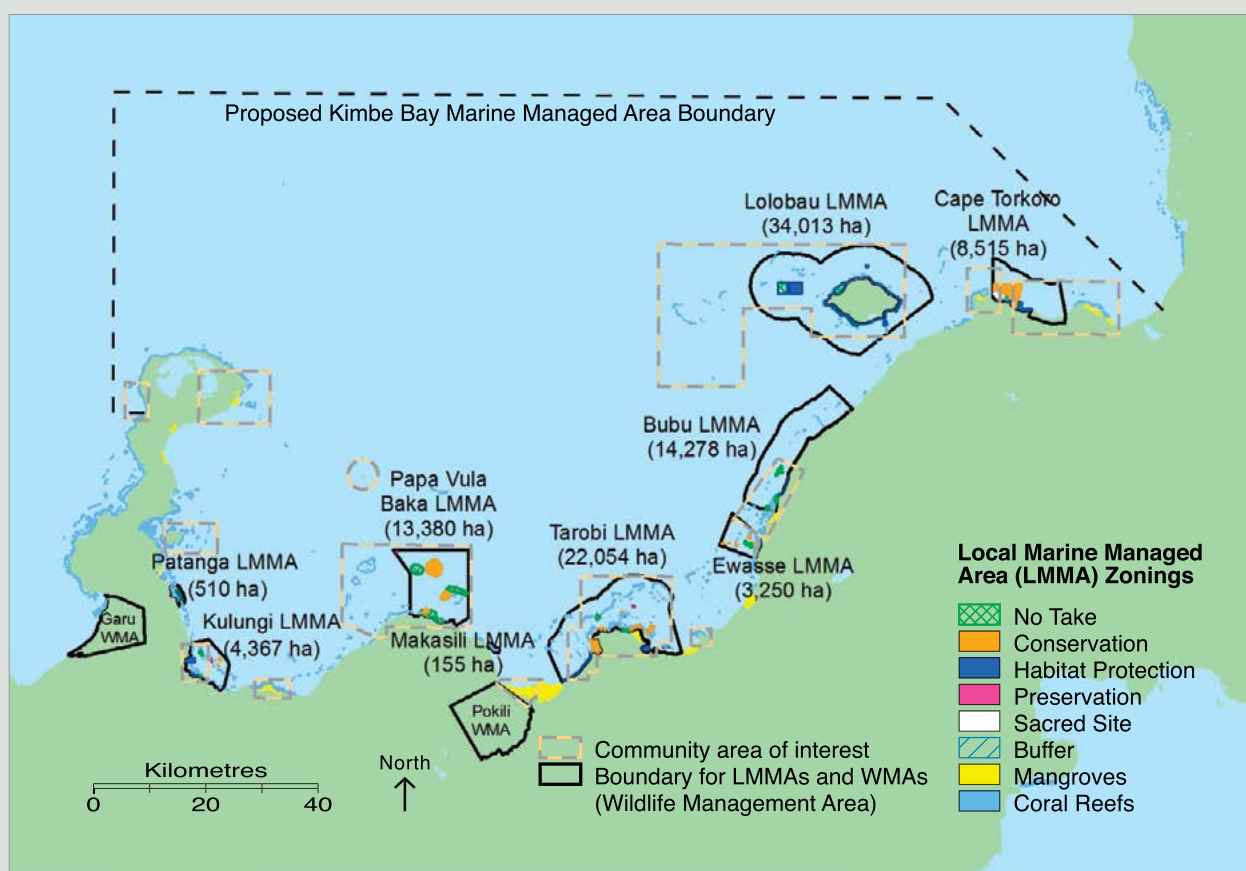 Proposed Kimbe Bay Marine Managed Area Boundary
Lolobau LMMA
(34,013 ha)
Cape Torkoro
LMMA
(8,515 ha)
Bubu LMMA
(14,278 ha)
Papa Vula
Baka LMMA
(13,380 ha)
Tarobi LMMA
(22,054 ha)
Ewasse LMMA
(3,250 ha)
Patanga LMMA
(510 ha)
Garu
WMA
Kulungi LMMA
(4,367 ha)
Makasili LMMA
(155 ha)
Pokili
WMA
Local Marine Managed
Area (LMMA) Zonings
No Take
Conservation
Habitat Protection
Preservation
Sacred Site
Buffer
Mangroves
Coral Reefs
Community area of interest
Boundary for LMMAs and WMAs
(Wildlife Management Area)
North
Kilometres
0 20 40